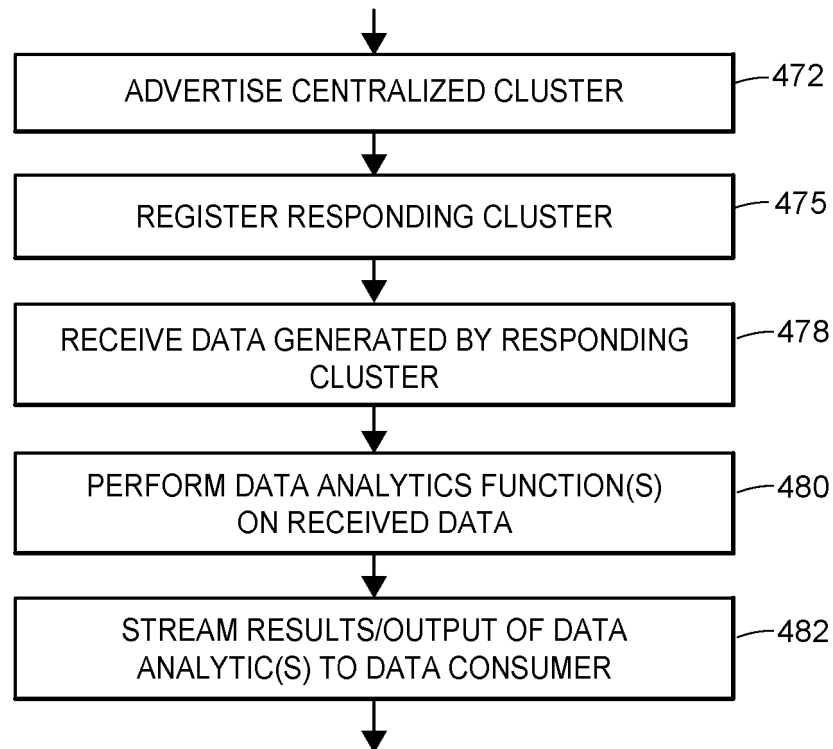 ADVERTISE CENTRALIZED CLUSTER
472
REGISTER RESPONDING CLUSTER
475
RECEIVE DATA GENERATED BY RESPONDING
CLUSTER
478
PERFORM DATA ANALYTICS FUNCTION(S)
ON RECEIVED DATA
480
STREAM RESULTS/OUTPUT OF DATA
ANALYTIC(S) TO DATA CONSUMER
482